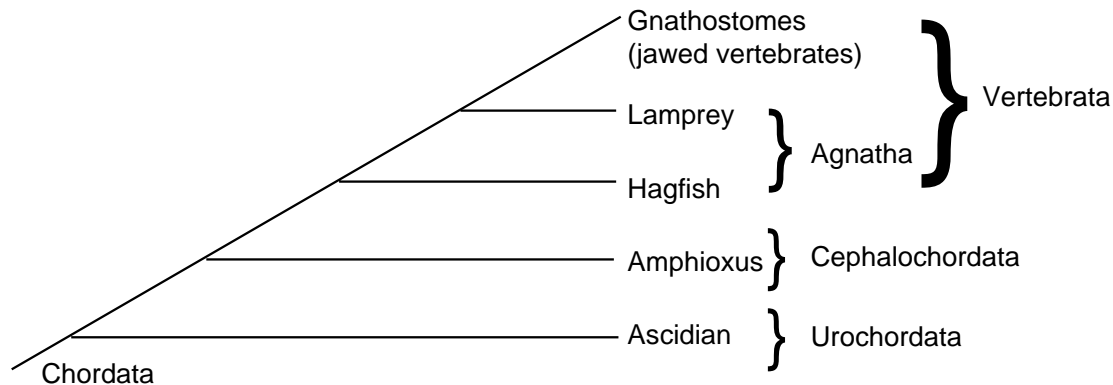 Gnathostomes
(jawed vertebrates)
Vertebrata
Lamprey
Agnatha
Hagfish
Amphioxus
Cephalochordata
Ascidian
Urochordata
Chordata